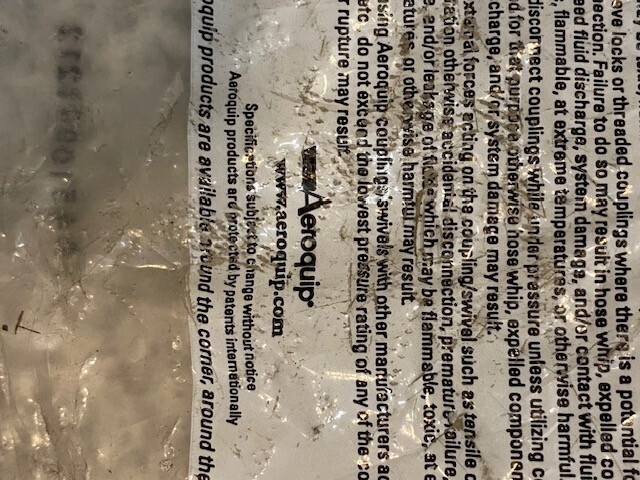 ve locks or threaded couplings where there is a potential fo
ection. Failure to do so may result in hose whip, expelled co
eed fluid discharge, system damage, and/or contact with flui
, flammable, at extreme temperatures, or otherwise harmful.
disconnect couplings while under pressure unless utilizing c
d for that purpose otherwise hose whip, expelled componen
charge, and/or system damage may result.
external forces acting on the coupling/swivel such as tensile
ation otherwise accidental disconnection, premature failure,
e, and/or leakage of fluids which may be flammable, toxic, at e
atures, or otherwise harmful may result.
using Aeroquip couplings/swivels with other manufacturers
etc. do not exceed the lowest pressure rating of any of the co
r rupture may result.
Aeroquip
www.aeroquip.com
Specifications subject to change without notice
Aeroquip products are protected by patents internationally
oquip products are available around the corner, around the